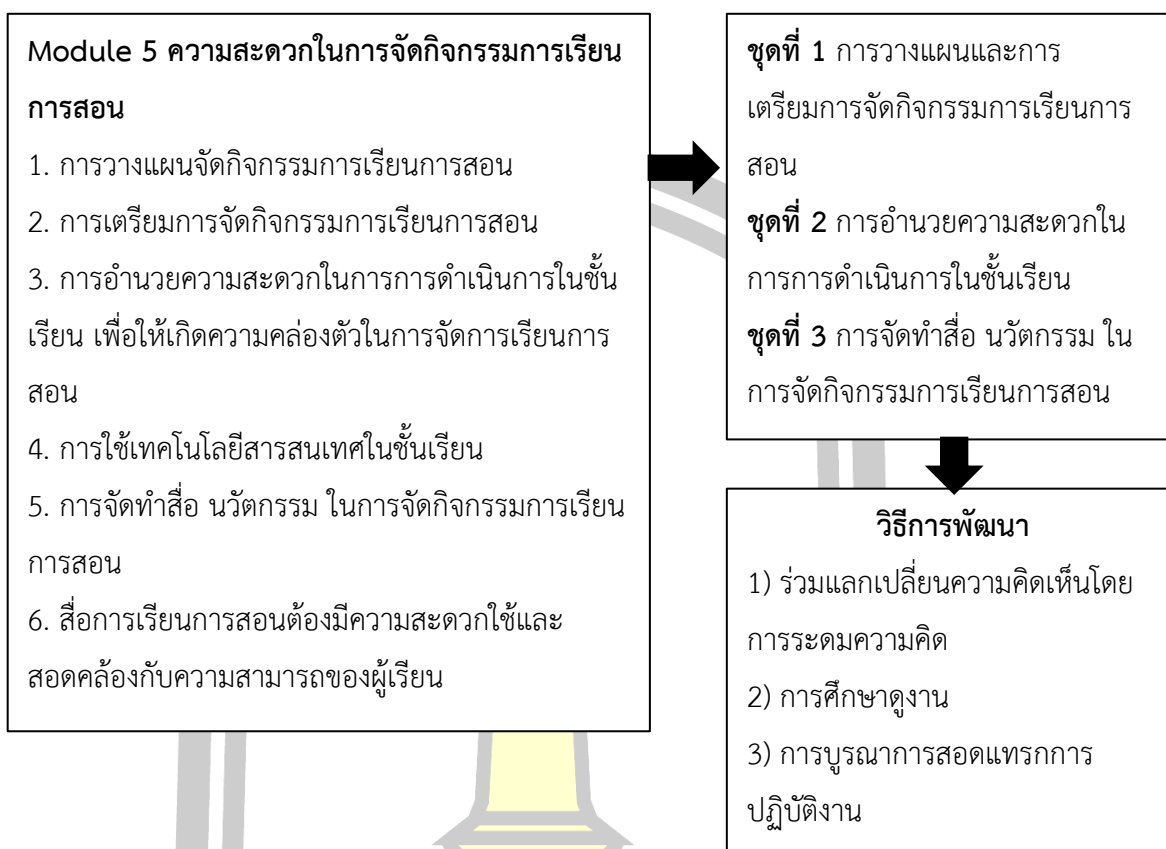 Module 5 ความสะดวกในการจัดกิจกรรมการเรียน
การสอน
1. การวางแผนจัดกิจกรรมการเรียนการสอน
2. การเตรียมการจัดกิจกรรมการเรียนการสอน
3. การอำนวยความสะดวกในการการดำเนินการในชั้น
เรียน เพื่อให้เกิดความคล่องตัวในการจัดการเรียนการ
สอน
4. การใช้เทคโนโลยีสารสนเทศในชั้นเรียน
5. การจัดทำสื่อ นวัตกรรม ในการจัดกิจกรรมการเรียน
การสอน
6. สื่อการเรียนการสอนต้องมีความสะดวกใช้และ
สอดคล้องกับความสามารถของผู้เรียน
ชุดที่ 1 การวางแผนและการ
เตรียมการจัดกิจกรรมการเรียนการ
สอน
ชุดที่ 2 การอำนวยความสะดวกใน
การการดำเนินการในชั้นเรียน
ชุดที่ 3 การจัดทำสื่อ นวัตกรรม ใน
การจัดกิจกรรมการเรียนการสอน
วิธีการพัฒนา
1) ร่วมแลกเปลี่ยนความคิดเห็นโดย
การระดมความคิด
2) การศึกษาดูงาน
3) การบูรณาการสอดแทรกการ
ปฏิบัติงาน